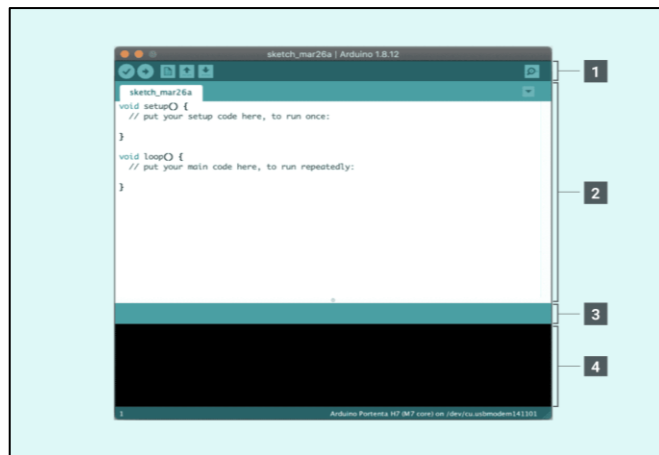 sketch_mar26a | Arduino 1.8.12
1
sketch_mar26a
void setup() {
// put your setup code here, to run once:
}
void loop() {
// put your main code here, to run repeatedly:
}
2
3
4
1
Arduino Portenta H7 (M7 core) on /dev/cu.usbmodem141101